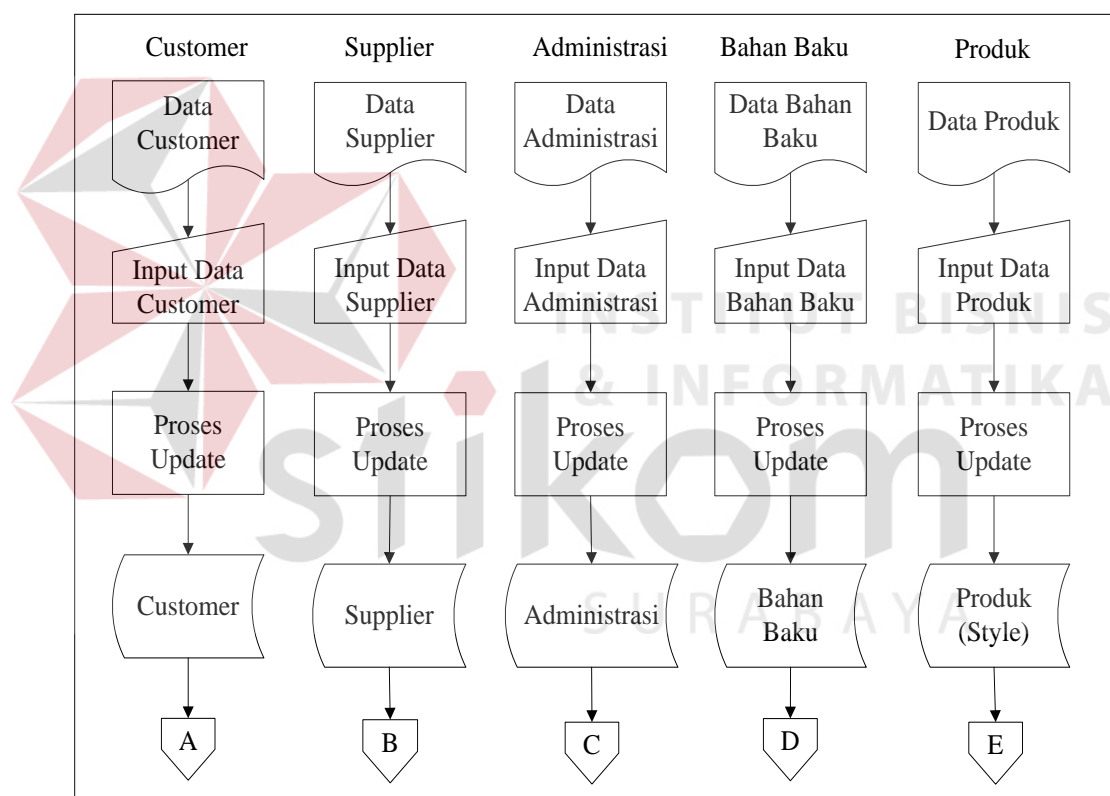 Customer
Supplier
Administrasi
Bahan Baku
Produk
Data
Customer
Data
Supplier
Data
Administrasi
Data Bahan
Baku
Data Produk
Input Data
Customer
Input Data
Supplier
Input Data
Administrasi
Input Data
Bahan Baku
Input Data
Produk
Proses
Update
Proses
Update
Proses
Update
Proses
Update
Proses
Update
Customer
Supplier
Administrasi
Bahan
Baku
Produk
(Style)
A
B
C
D
E
INSTITUT BISNIS
& INFORMATIKA
stikom
SURABAYA